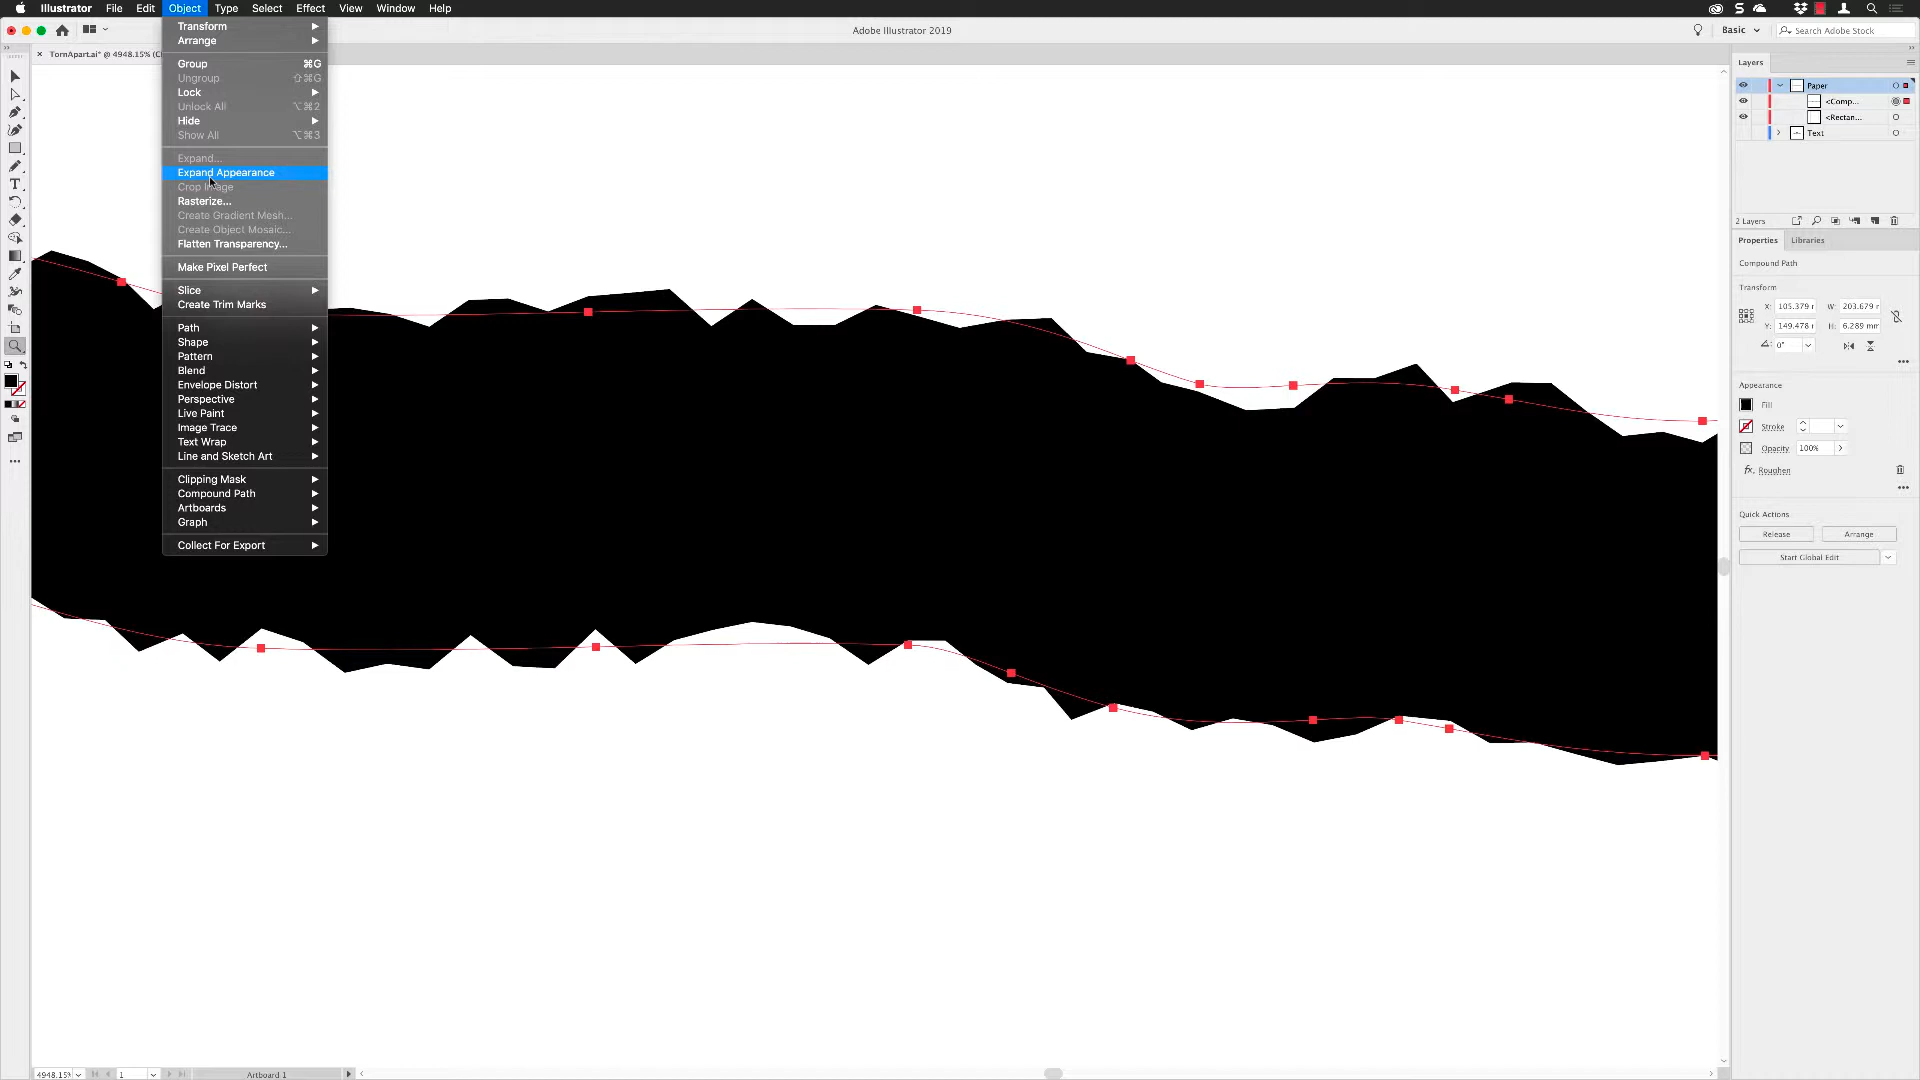 Illustrator File Edit Object Type Select Effect View Window Help
Adobe Illustrator 2019
Basic
Search Adobe Stock
TornApart.ai* @ 4948.15% (C
Transform
Arrange
Group ⌘G
Ungroup ⇧⌘G
Lock
Unlock All ⌥⌘2
Hide
Show All ⌥⌘3
Expand...
Expand Appearance
Crop Image
Rasterize...
Create Gradient Mesh...
Create Object Mosaic...
Flatten Transparency...
Make Pixel Perfect
Slice
Create Trim Marks
Path
Shape
Pattern
Blend
Envelope Distort
Perspective
Live Paint
Image Trace
Text Wrap
Line and Sketch Art
Clipping Mask
Compound Path
Artboards
Graph
Collect For Export
Layers
Paper
<Comp...
<Rectan...
Text
2 Layers
Properties Libraries
Compound Path
Transform
X: 105.379 W: 203.679
Y: 149.478 H: 6.289 mm
0°
Appearance
Fill
Stroke
Opacity 100%
fx Roughen
Quick Actions
Release Arrange
Start Global Edit
4948.15% 1 Artboard 1